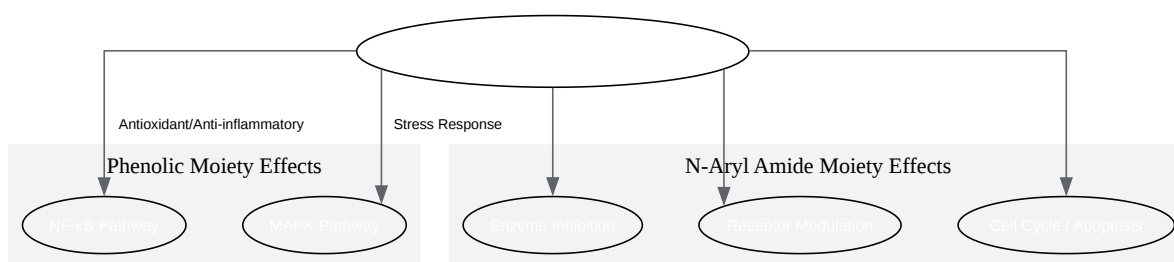 Antioxidant/Anti-inflammatory
Stress Response
Phenolic Moiety Effects
N-Aryl Amide Moiety Effects
NF-κB Pathway
MAPK Pathway
Enzyme Inhibition
Receptor Modulation
Cell Cycle / Apoptosis